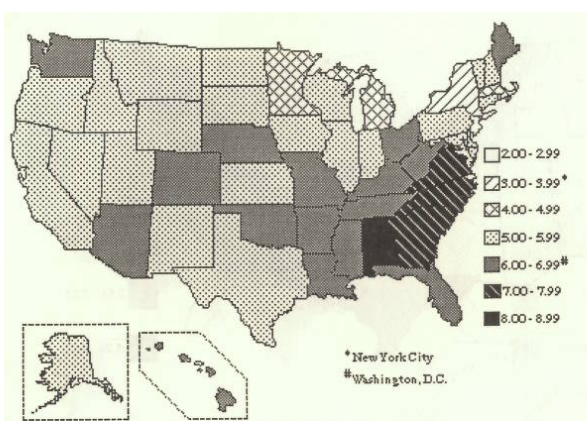 2.00 - 2.99
3.00 - 3.99*
4.00 - 4.99
5.00 - 5.99
6.00 - 6.99#
7.00 - 7.99
8.00 - 8.99
* New York City
# Washington, D.C.